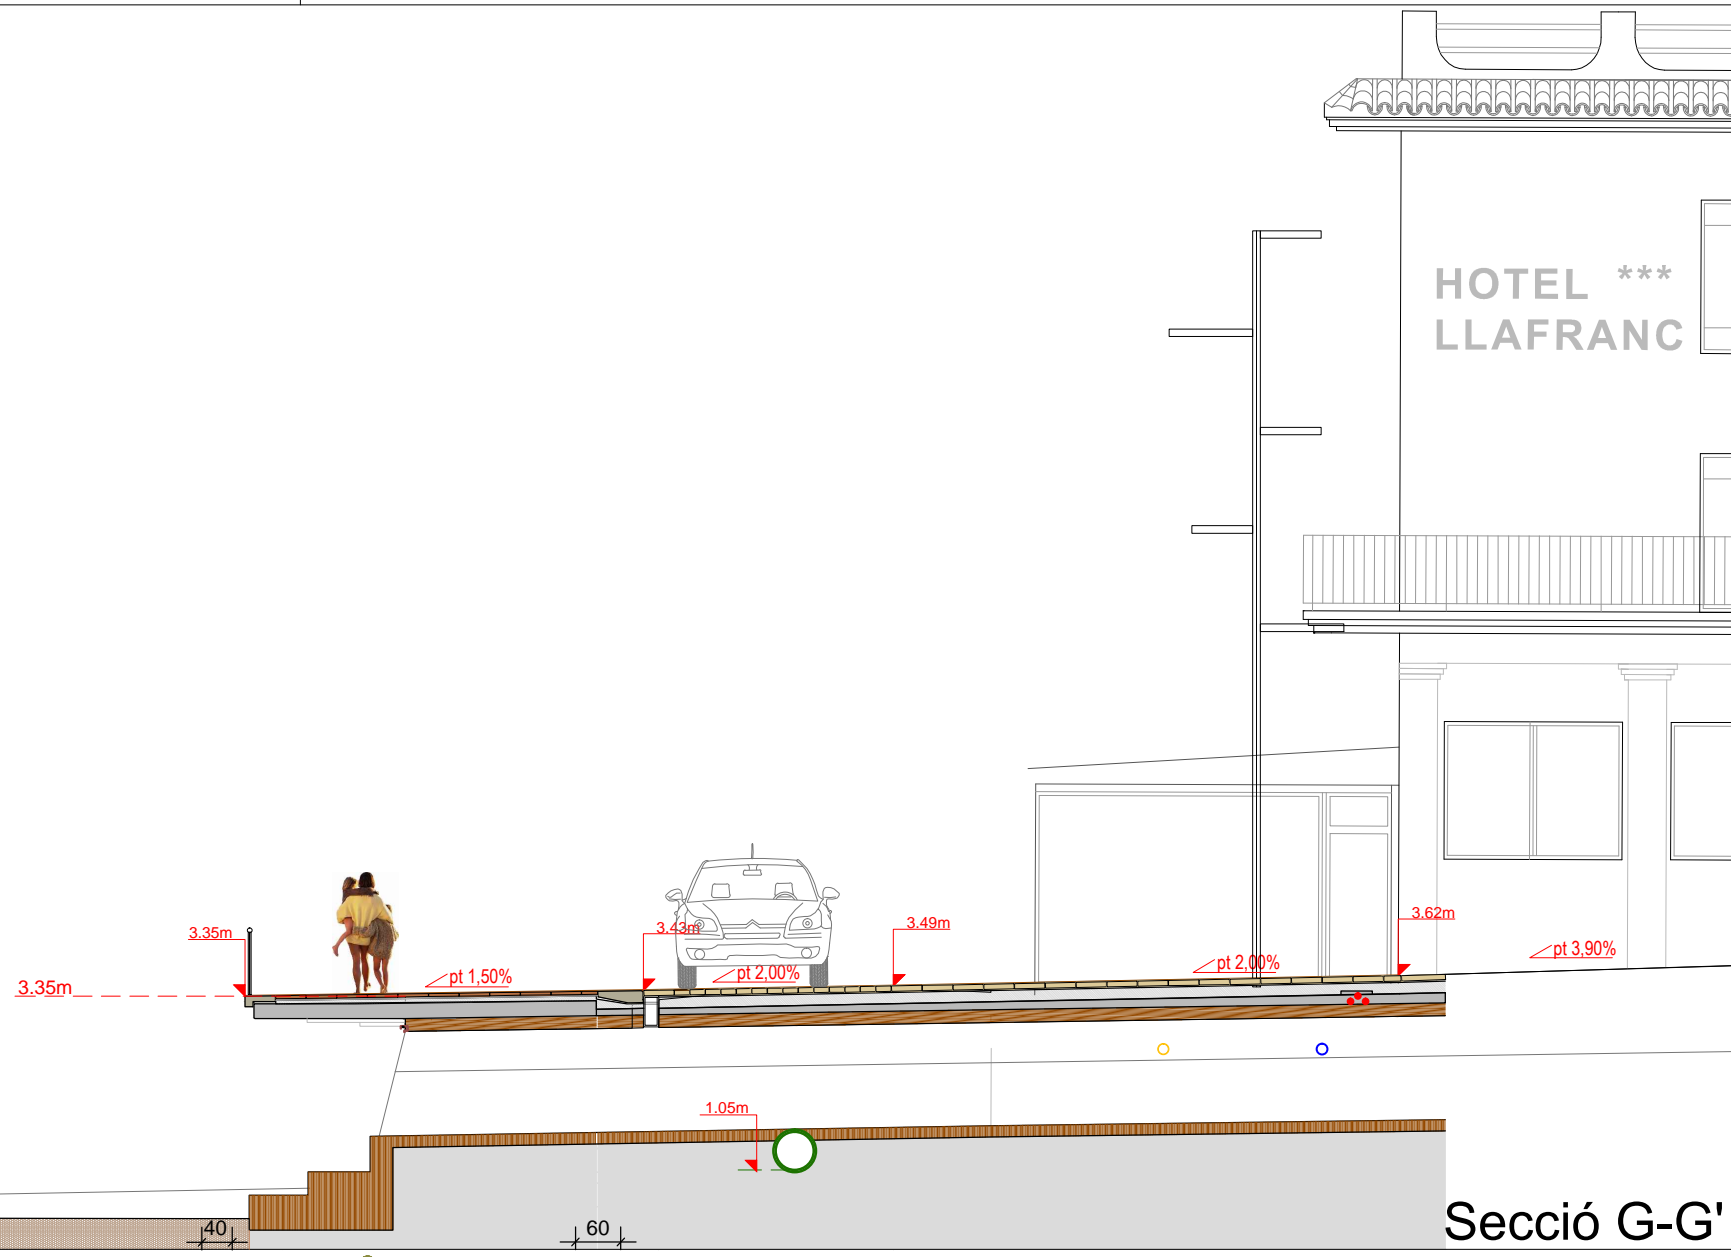 HOTEL ***
LLAFRANC
3.35m
3.43m
3.49m
3.62m
pt 1,50%
pt 2,00%
pt 2,00%
pt 3,90%
3.35m
1.05m
40
60
Secció G-G'